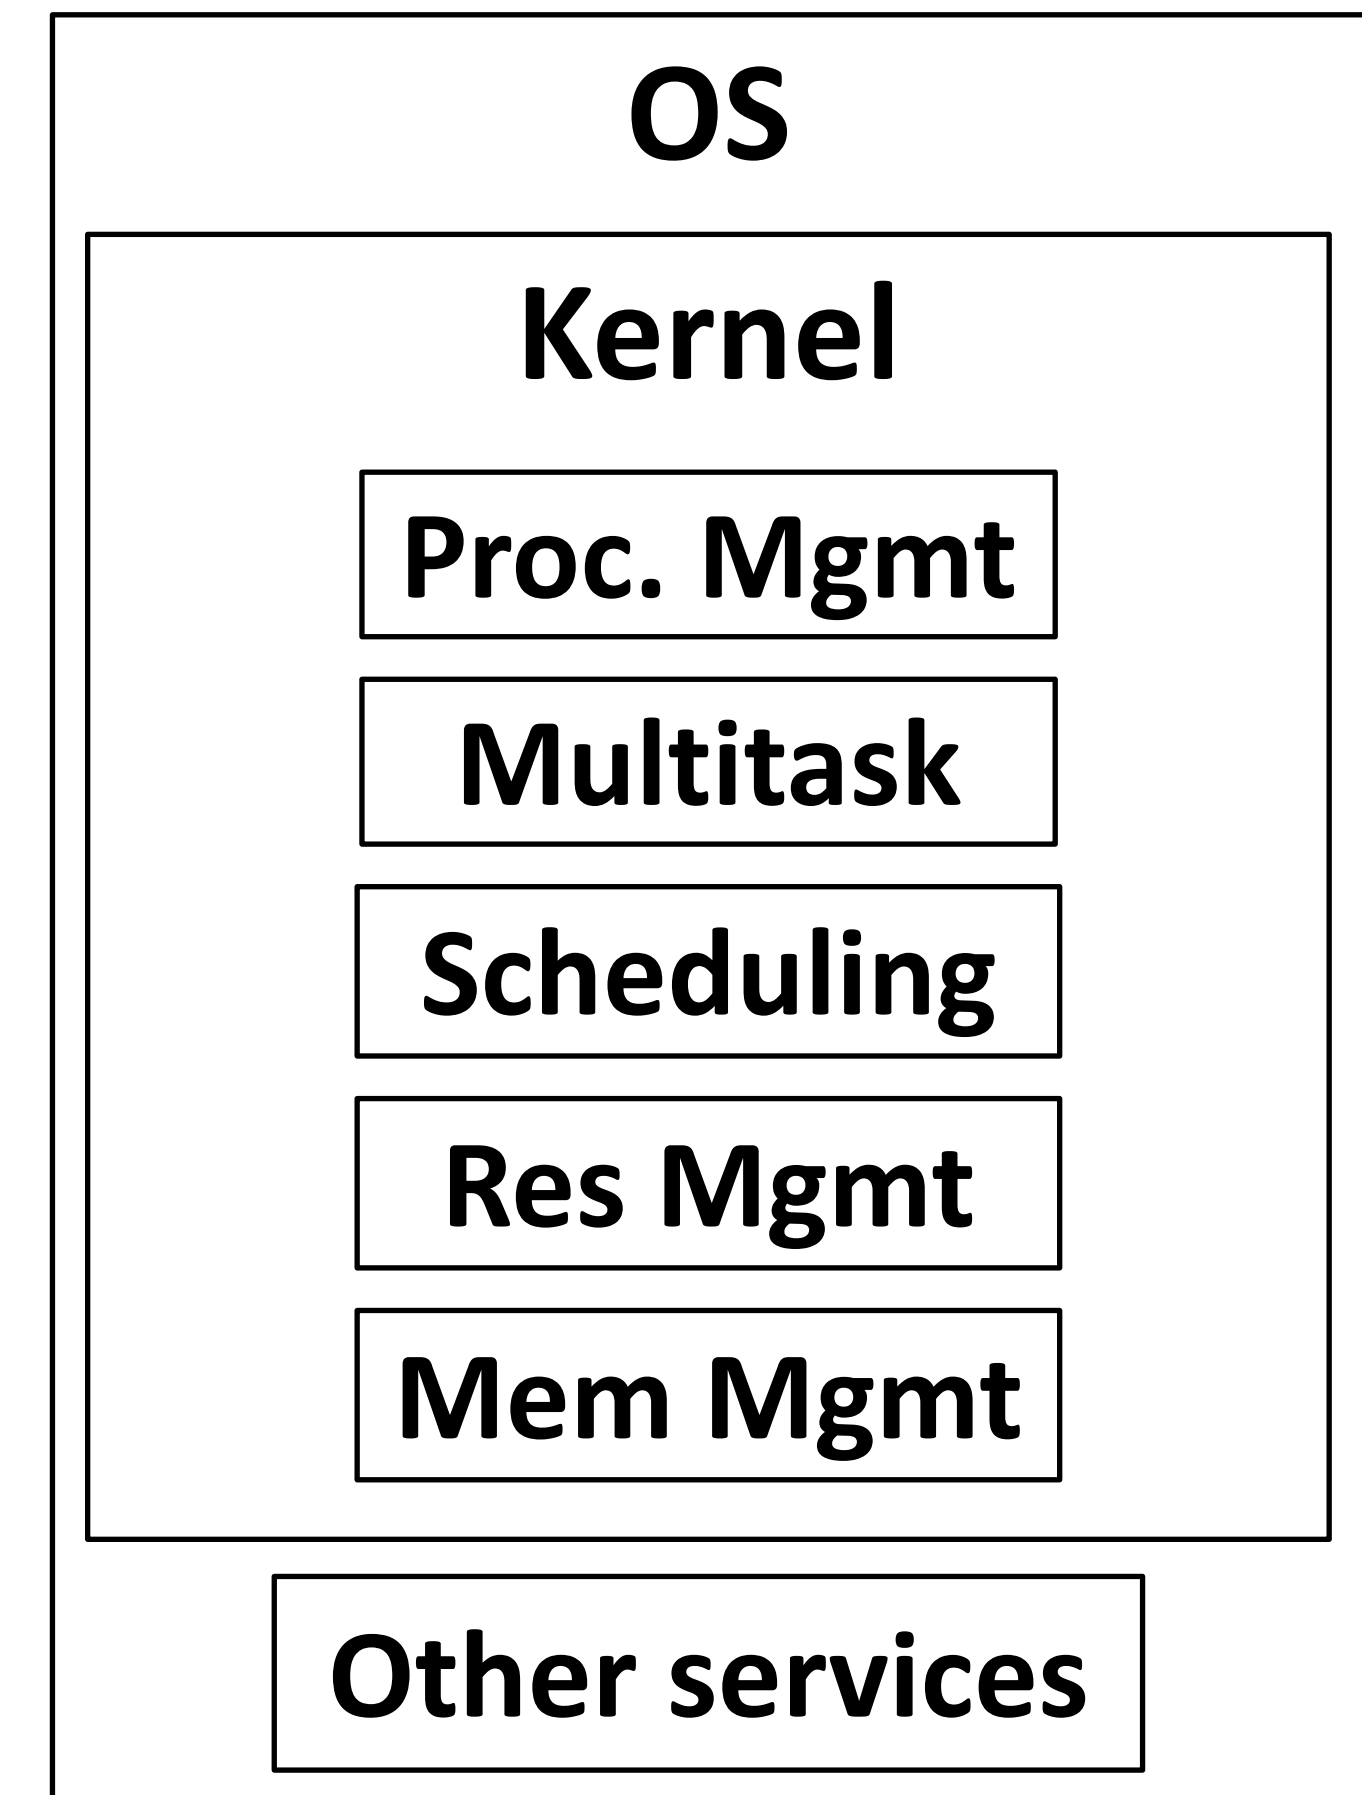 OS
Kernel
Proc. Mgmt
Multitask
Scheduling
Res Mgmt
Mem Mgmt
Other services